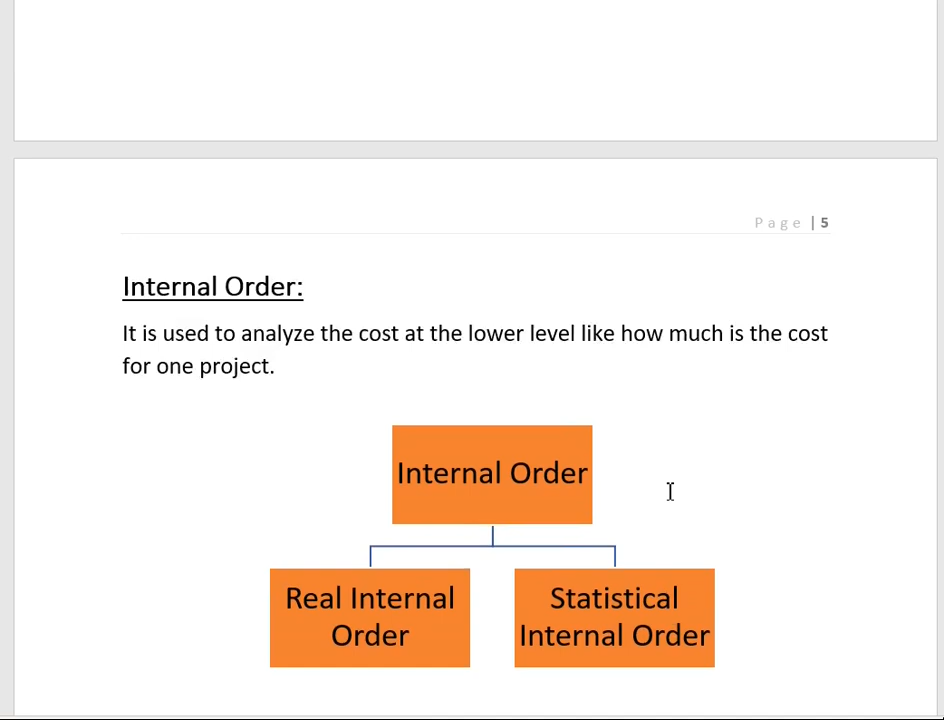 Page | 5
Internal Order:
It is used to analyze the cost at the lower level like how much is the cost
for one project.
Internal Order
Real Internal
Order
Statistical
Internal Order